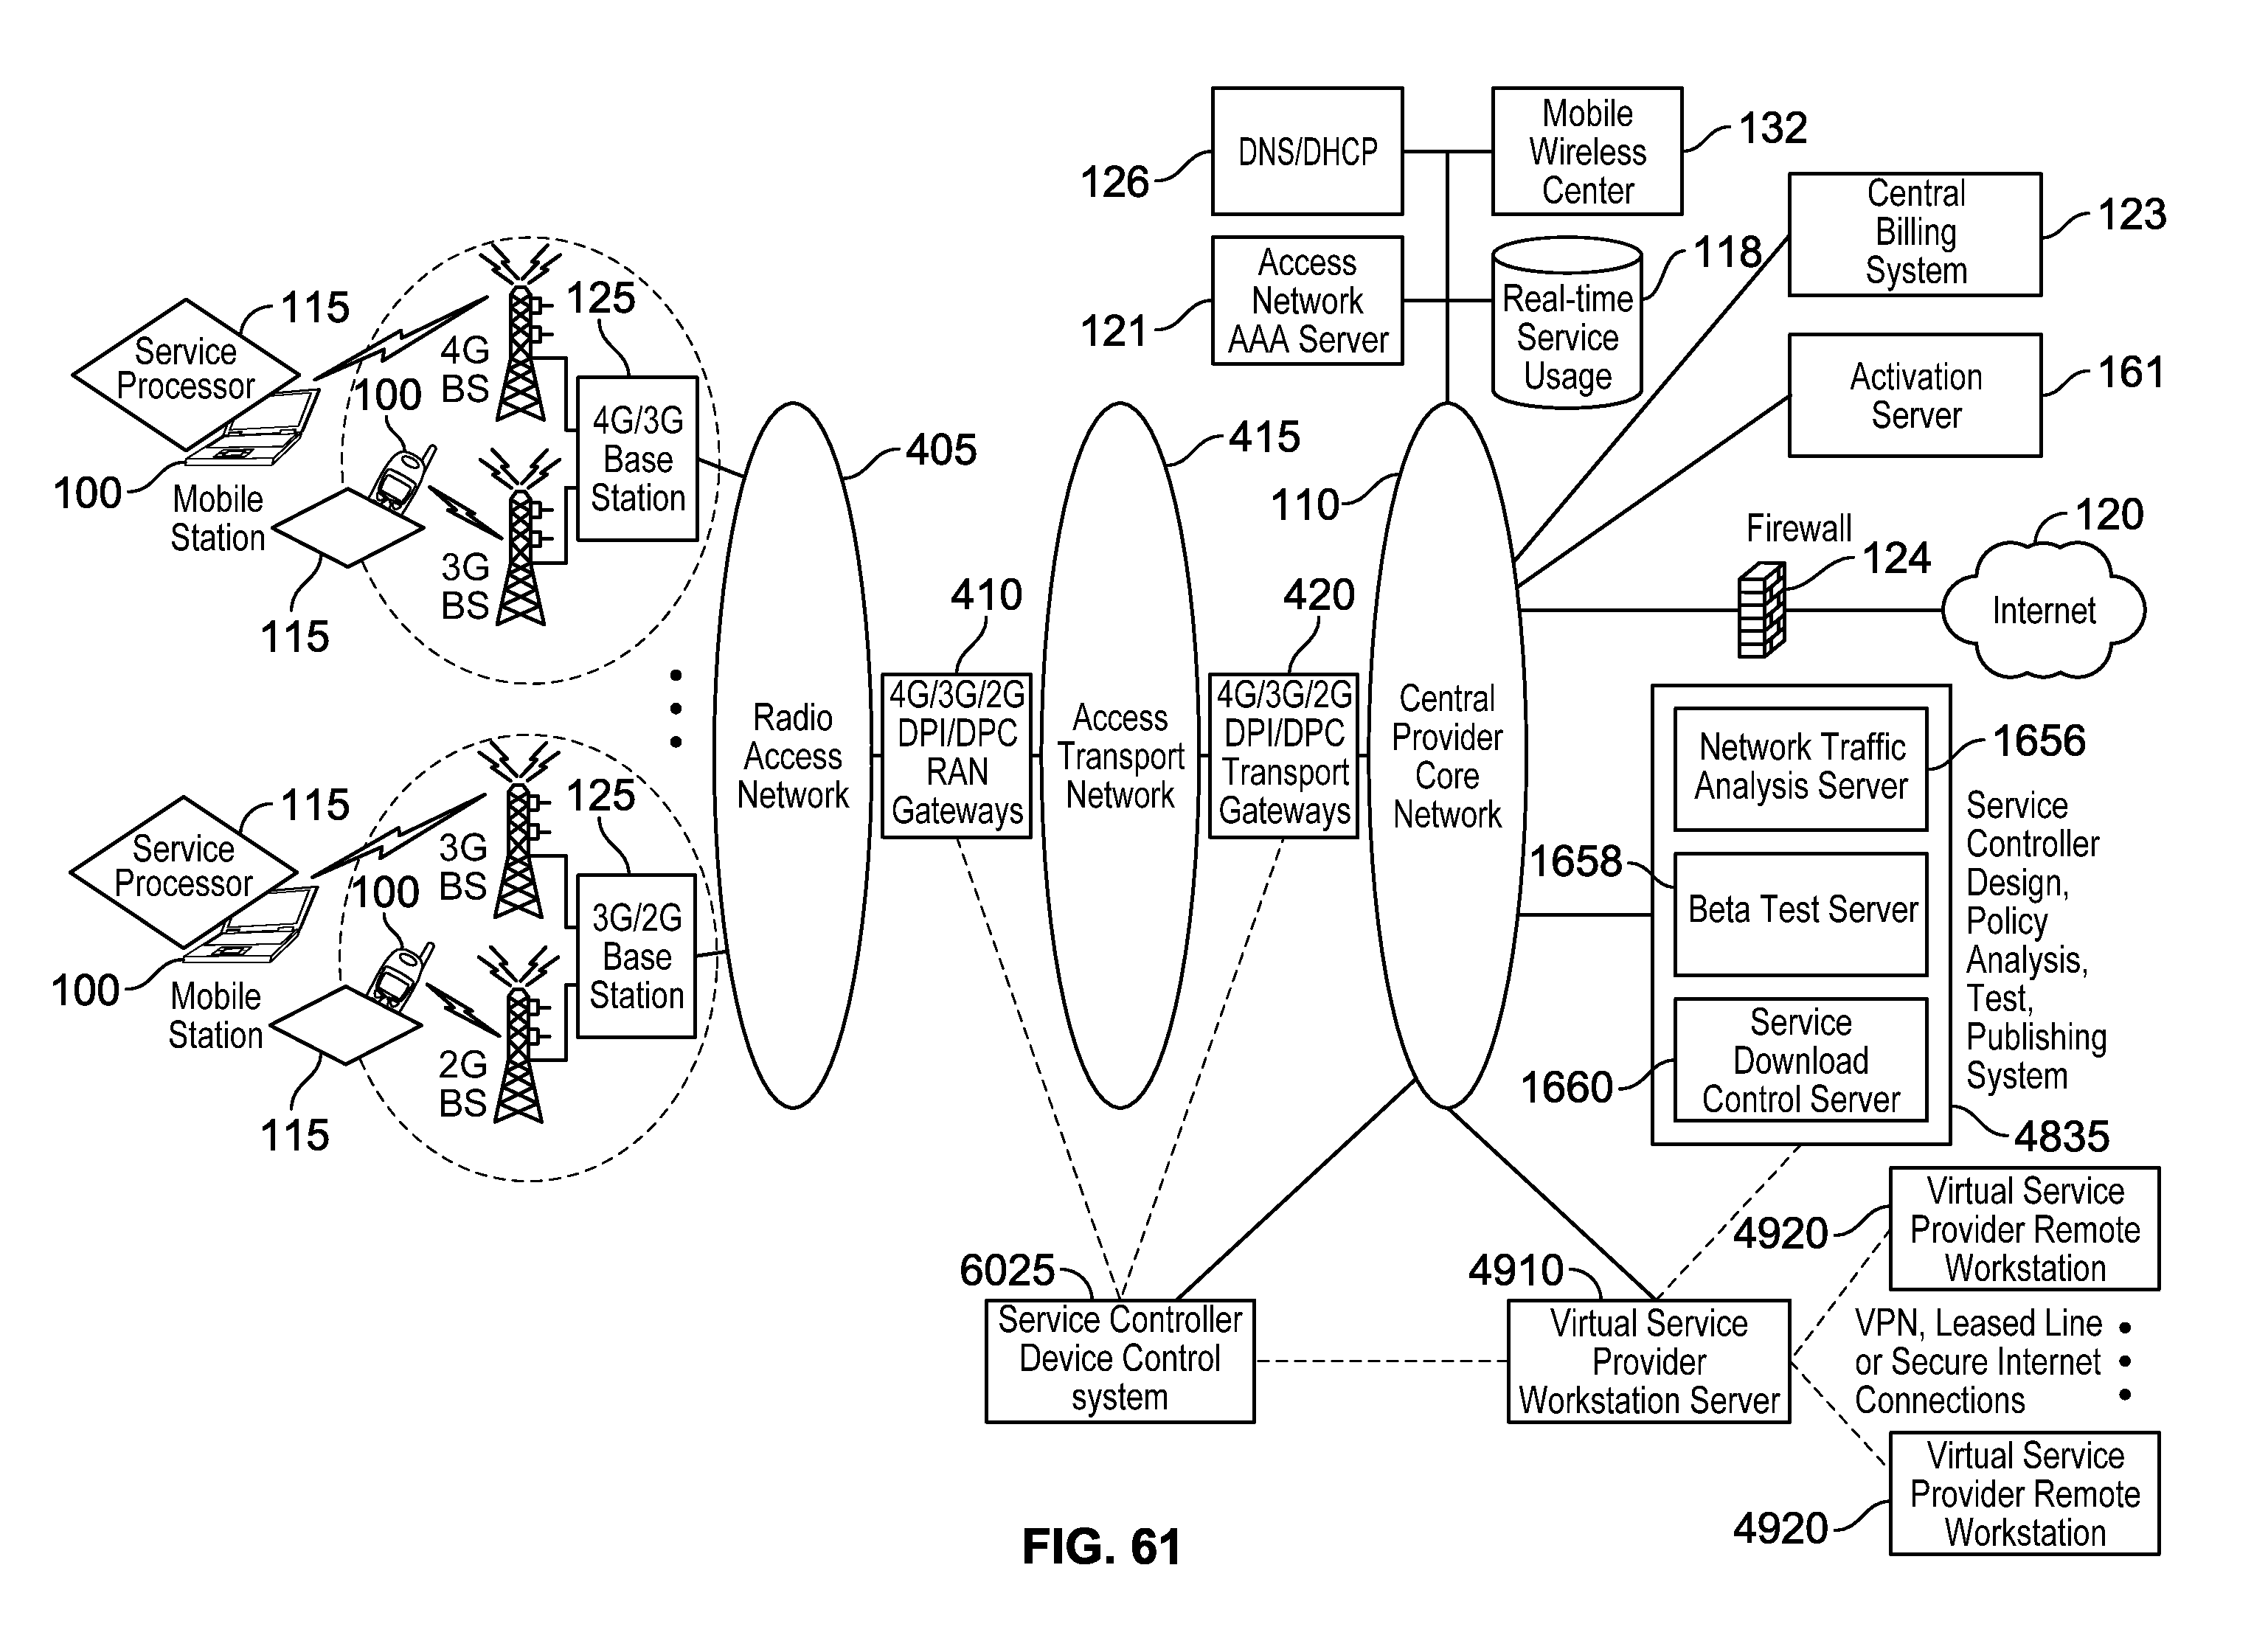 DNS/DHCP
126
Mobile
Wireless
Center
132
Access
Network
AAA Server
121
Real-time
Service
Usage
118
Central
Billing
System
123
Activation
Server
161
Firewall
124
Internet
120
Service
Processor
115
100
Mobile
Station
100
115
4G
BS
3G
BS
125
4G/3G
Base
Station
Service
Processor
115
100
Mobile
Station
100
115
3G
BS
2G
BS
125
3G/2G
Base
Station
405
Radio
Access
Network
410
4G/3G/2G
DPI/DPC
RAN
Gateways
415
Access
Transport
Network
420
4G/3G/2G
DPI/DPC
Transport
Gateways
110
Central
Provider
Core
Network
Network Traffic
Analysis Server
1656
1658
Beta Test Server
1660
Service
Download
Control Server
Service
Controller
Design,
Policy
Analysis,
Test,
Publishing
System
4835
6025
Service Controller
Device Control
system
4910
Virtual Service
Provider
Workstation Server
4920
Virtual Service
Provider Remote
Workstation
VPN, Leased Line
or Secure Internet
Connections
4920
Virtual Service
Provider Remote
Workstation
FIG. 61